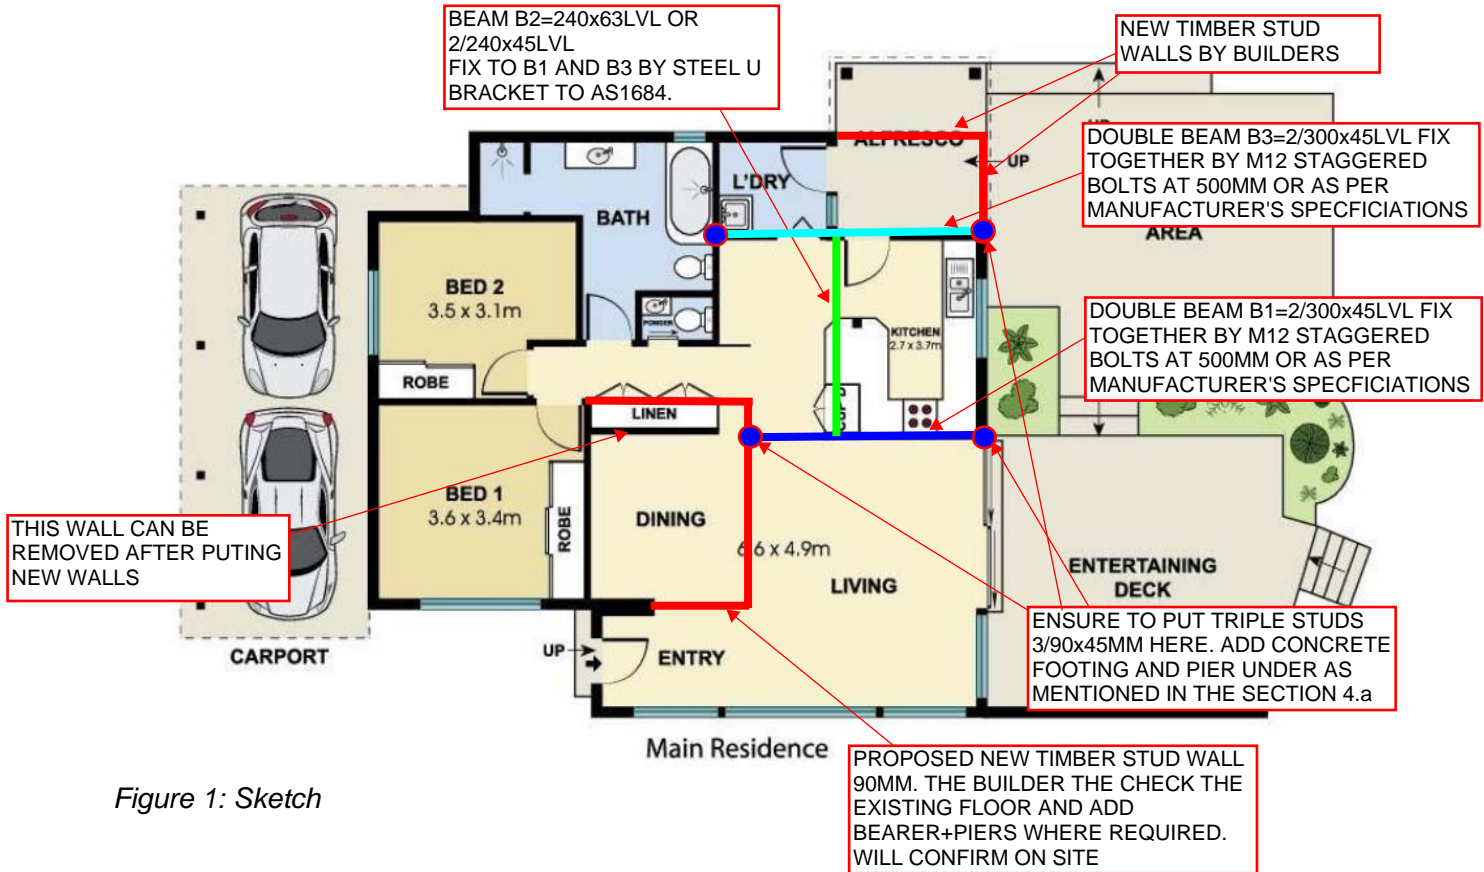 BEAM B2=240x63LVL OR
2/240x45LVL
FIX TO B1 AND B3 BY STEEL U
BRACKET TO AS1684.
NEW TIMBER STUD
WALLS BY BUILDERS
DOUBLE BEAM B3=2/300x45LVL FIX
TOGETHER BY M12 STAGGERED
BOLTS AT 500MM OR AS PER
MANUFACTURER'S SPECFICIATIONS
ALFRESCO
UP
L'DRY
BATH
AREA
BED 2
3.5 x 3.1m
POWDER
KITCHEN
2.7 x 3.7m
DOUBLE BEAM B1=2/300x45LVL FIX
TOGETHER BY M12 STAGGERED
BOLTS AT 500MM OR AS PER
MANUFACTURER'S SPECFICIATIONS
ROBE
LINEN
CUP'D
BED 1
3.6 x 3.4m
ROBE
DINING
6.6 x 4.9m
LIVING
THIS WALL CAN BE
REMOVED AFTER PUTING
NEW WALLS
ENTERTAINING
DECK
ENSURE TO PUT TRIPLE STUDS
3/90x45MM HERE. ADD CONCRETE
FOOTING AND PIER UNDER AS
MENTIONED IN THE SECTION 4.a
CARPORT
UP
ENTRY
Main Residence
PROPOSED NEW TIMBER STUD WALL
90MM. THE BUILDER THE CHECK THE
EXISTING FLOOR AND ADD
BEARER+PIERS WHERE REQUIRED.
WILL CONFIRM ON SITE
Figure 1: Sketch